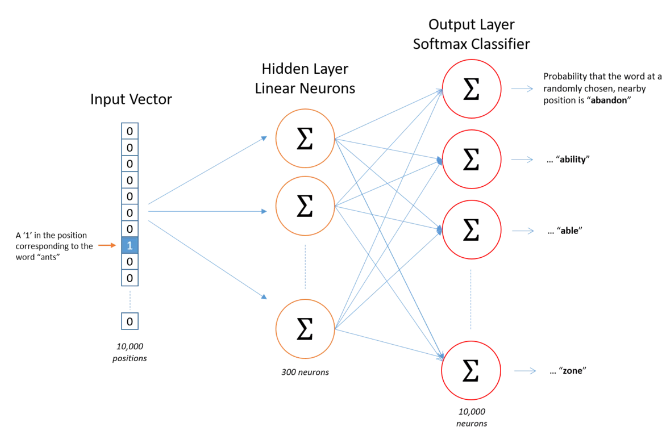 Output Layer
Softmax Classifier
Hidden Layer
Linear Neurons
Input Vector
0
0
0
0
0
0
0
1
0
0
0
A ‘1’ in the position
corresponding to the
word “ants”
10,000
positions
Σ
Σ
Σ
300 neurons
Σ
Σ
Σ
Σ
10,000
neurons
Probability that the word at a
randomly chosen, nearby
position is “abandon”
... “ability”
... “able”
... “zone”